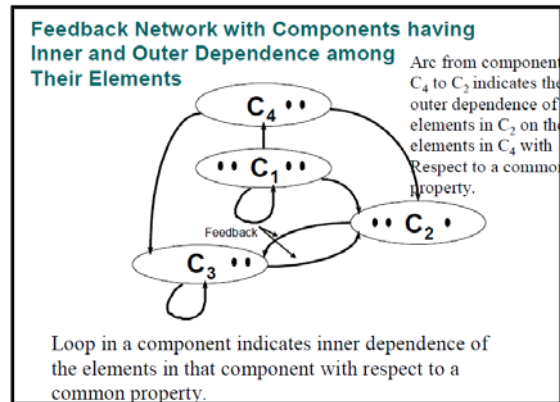 Feedback Network with Components having
Inner and Outer Dependence among
Their Elements
Arc from component
C₄ to C₂ indicates the
outer dependence of
elements in C₂ on the
elements in C₄ with
Respect to a common
property.
C₄
C₁
Feedback
C₂
C₃
Loop in a component indicates inner dependence of
the elements in that component with respect to a
common property.